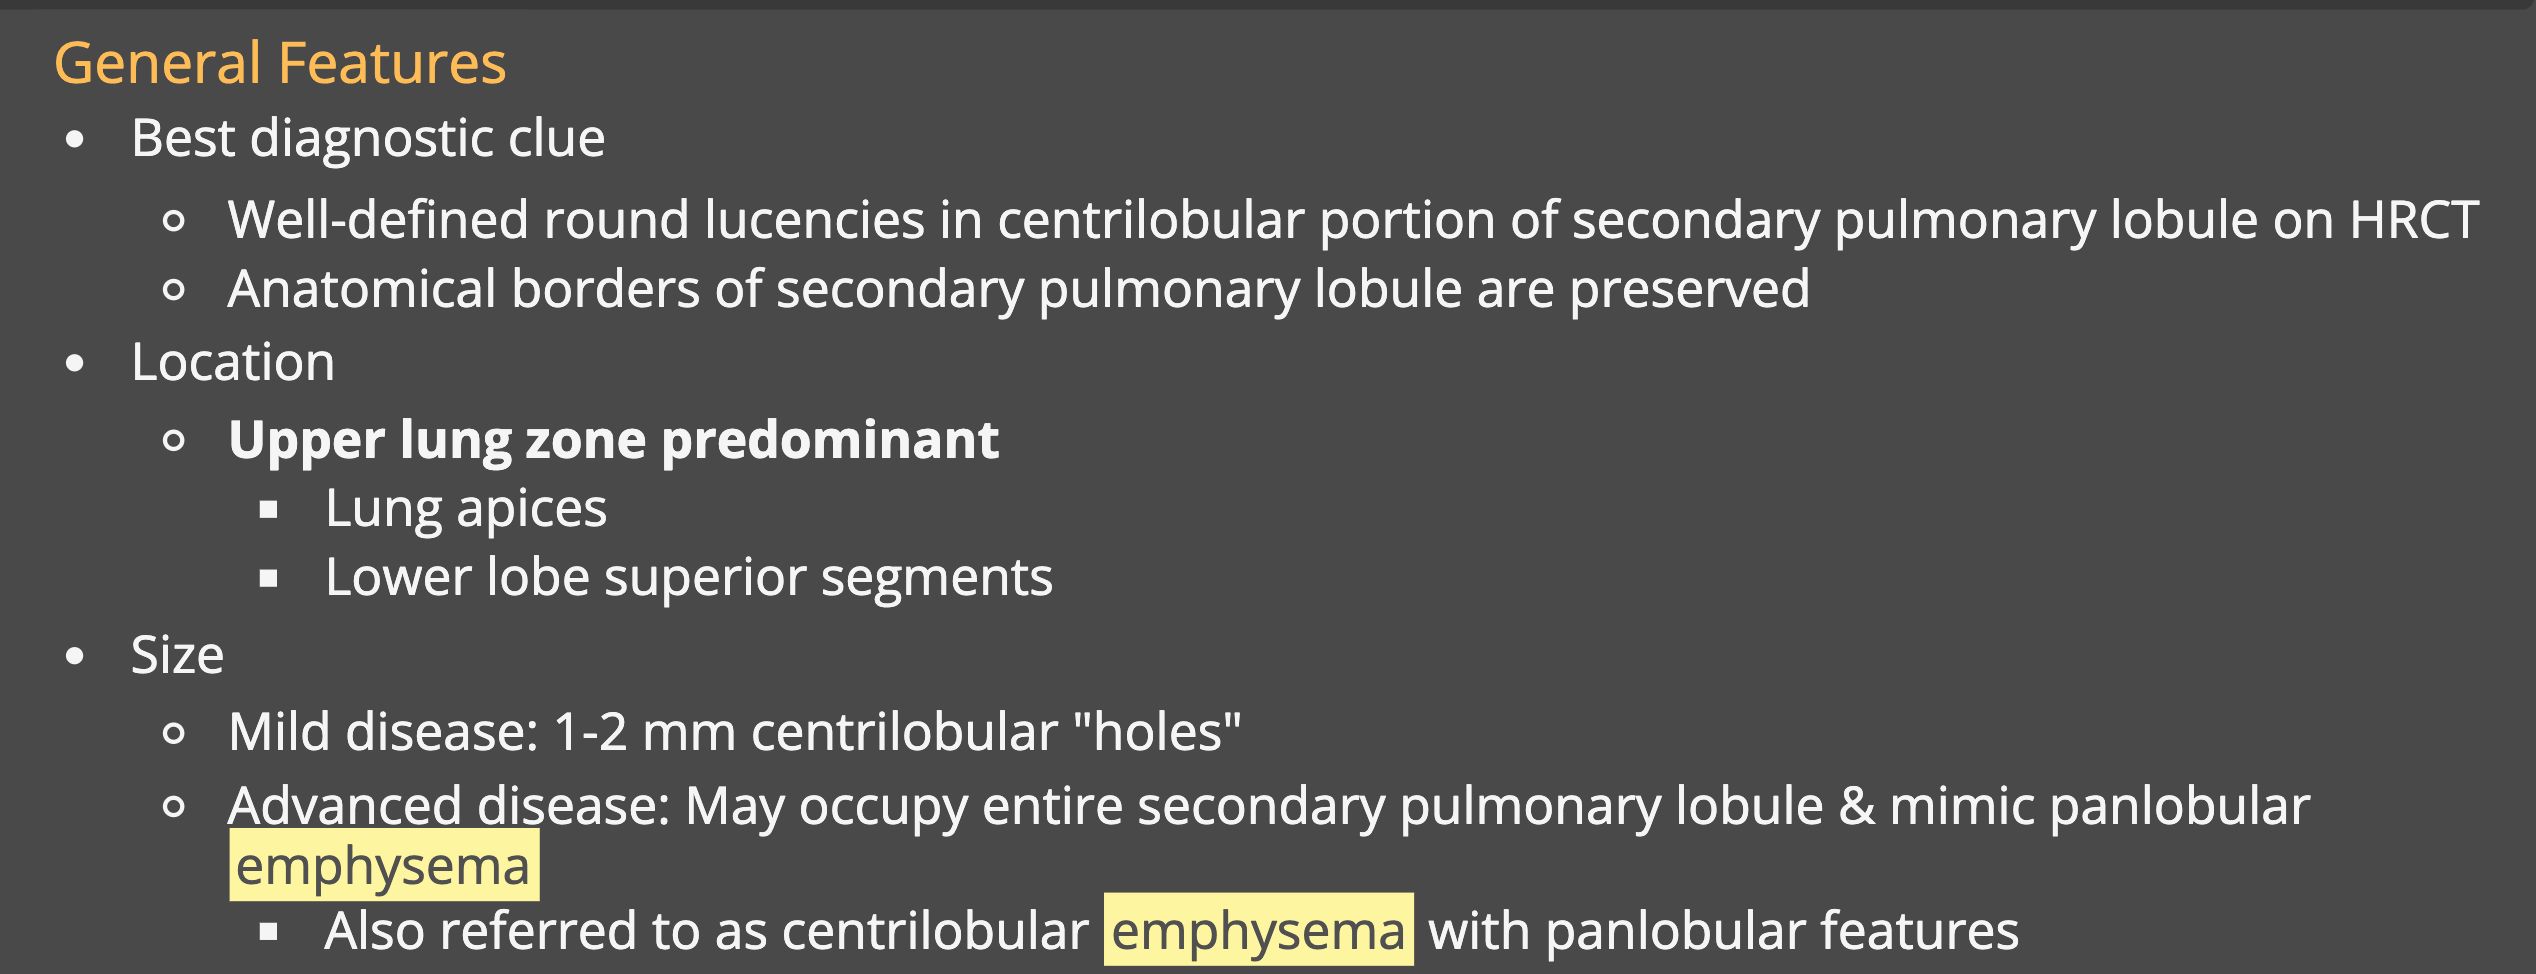 General Features
• Best diagnostic clue
○ Well-defined round lucencies in centrilobular portion of secondary pulmonary lobule on HRCT
○ Anatomical borders of secondary pulmonary lobule are preserved
• Location
○ Upper lung zone predominant
▪ Lung apices
▪ Lower lobe superior segments
• Size
○ Mild disease: 1-2 mm centrilobular "holes"
○ Advanced disease: May occupy entire secondary pulmonary lobule & mimic panlobular
emphysema
▪ Also referred to as centrilobular emphysema with panlobular features